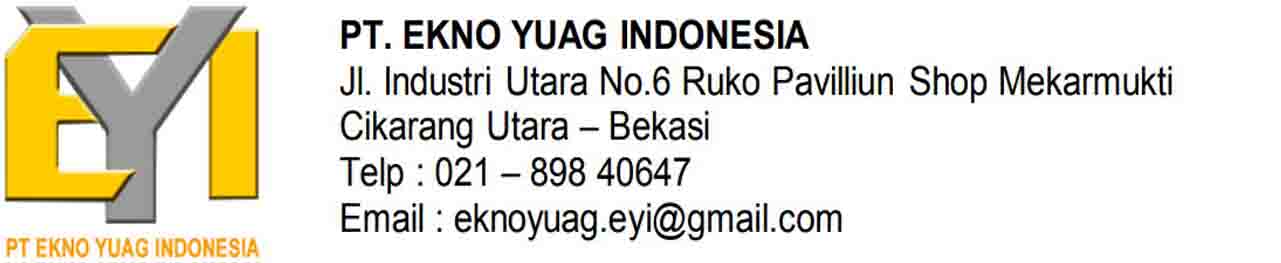 EYI
PT EKNO YUAG INDONESIA
PT. EKNO YUAG INDONESIA
Jl. Industri Utara No.6 Ruko Pavilliun Shop Mekarmukti
Cikarang Utara – Bekasi
Telp : 021 – 898 40647
Email : eknoyuag.eyi@gmail.com